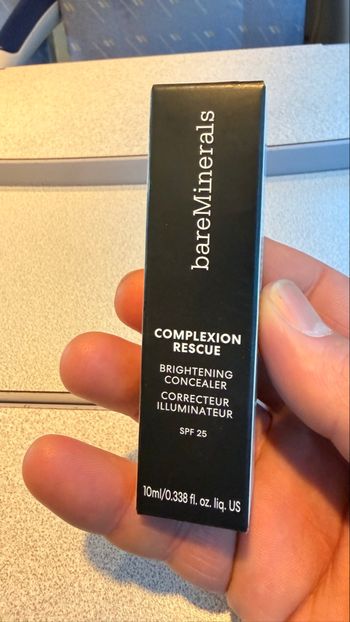 bareMinerals
COMPLEXION
RESCUE
BRIGHTENING
CONCEALER
CORRECTEUR
ILLUMINATEUR
SPF 25
10ml/0.338 fl. oz. liq. US